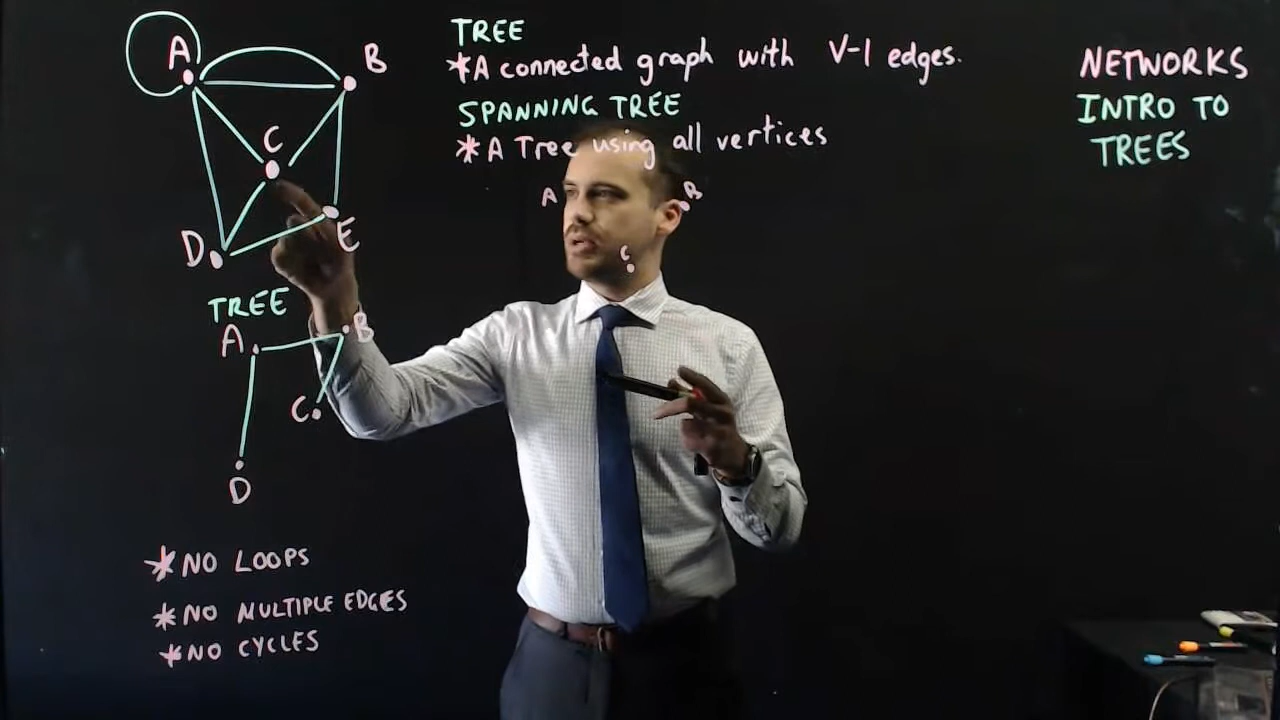 A
B
C
D
E
TREE
A
B
C
D
*NO LOOPS
*NO MULTIPLE EDGES
*NO CYCLES
TREE
*A connected graph with V-1 edges.
SPANNING TREE
*A Tree using all vertices
A
B
C
NETWORKS
INTRO TO
TREES